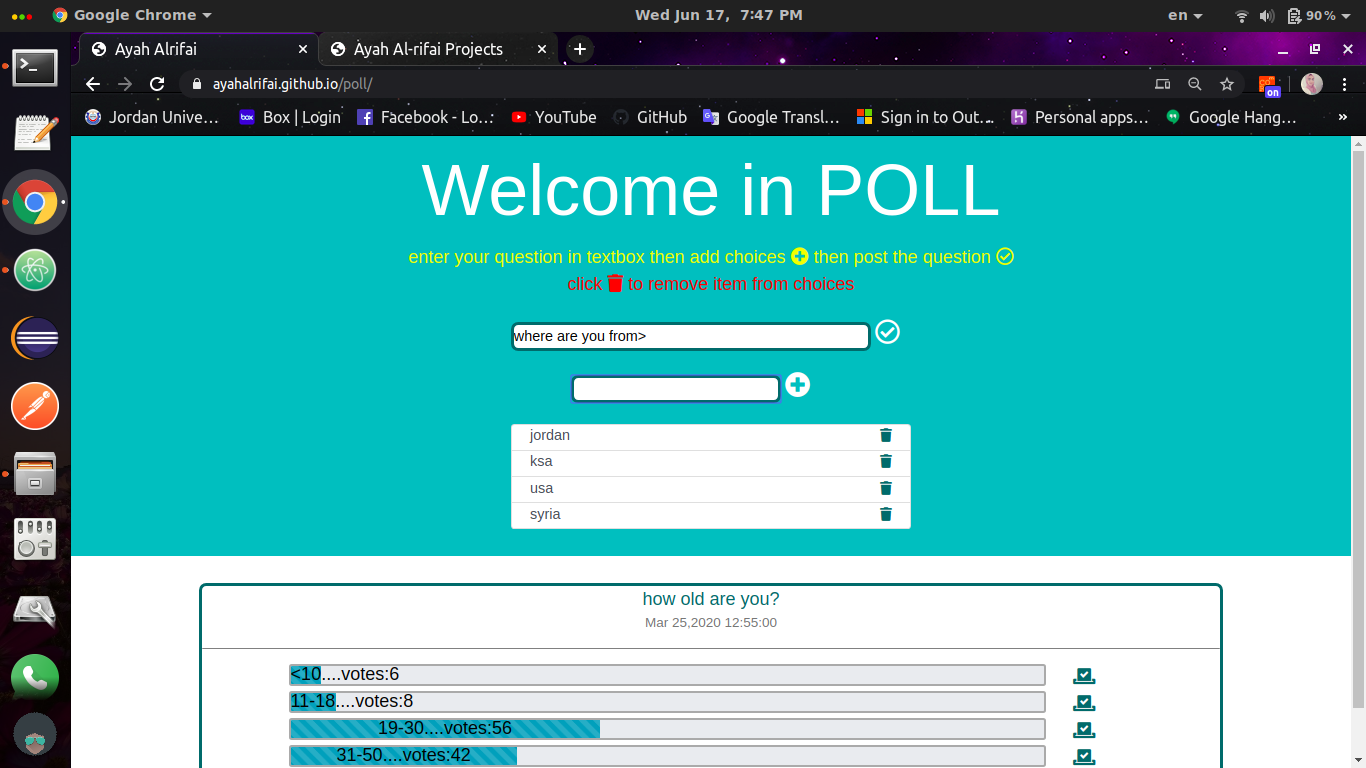 Google Chrome Wed Jun 17, 7:47 PM en 90%
Ayah Alrifai Ayah Al-rifai Projects
ayahalrifai.github.io/poll/ on
Jordan Unive... Box | Login Facebook - Lo... YouTube GitHub Google Transl... Sign in to Out... Personal apps... Google Hang... »
Welcome in POLL
enter your question in textbox then add choices then post the question
click to remove item from choices
where are you from>
jordan
ksa
usa
syria
how old are you?
Mar 25,2020 12:55:00
<10....votes:6
11-18....votes:8
19-30....votes:56
31-50....votes:42